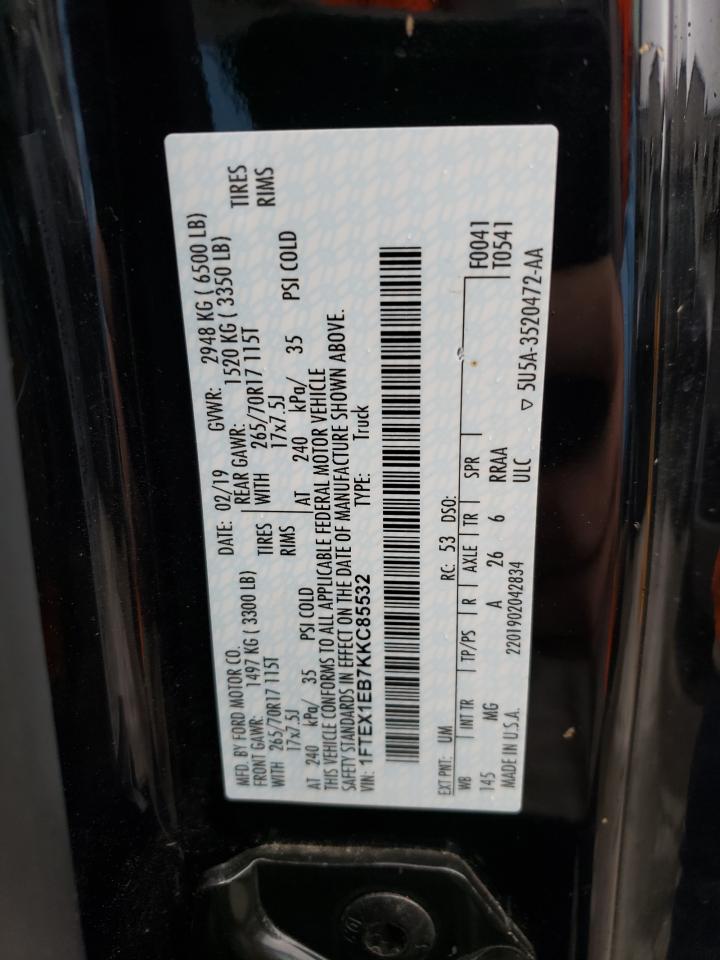 MFD. BY FORD MOTOR CO. DATE: 02/19 GVWR: 2948 KG ( 6500 LB)
FRONT GAWR: 1497 KG ( 3300 LB) REAR GAWR: 1520 KG ( 3350 LB)
WITH 265/70R17 115T TIRES WITH 265/70R17 115T TIRES
17x7.5J RIMS 17x7.5J RIMS
AT 240 kPa/ 35 PSI COLD AT 240 kPa/ 35 PSI COLD
THIS VEHICLE CONFORMS TO ALL APPLICABLE FEDERAL MOTOR VEHICLE
SAFETY STANDARDS IN EFFECT ON THE DATE OF MANUFACTURE SHOWN ABOVE.
VIN: 1FTEX1EB7KKC85532 TYPE: Truck
EXT PNT: UM RC: 53 DSO: F0041
WB INT TR TP/PS R AXLE TR SPR T0541
145 MG A 26 6 RRAA
MADE IN U.S.A. 2201902042834 ULC ▽ 5U5A-3520472-AA